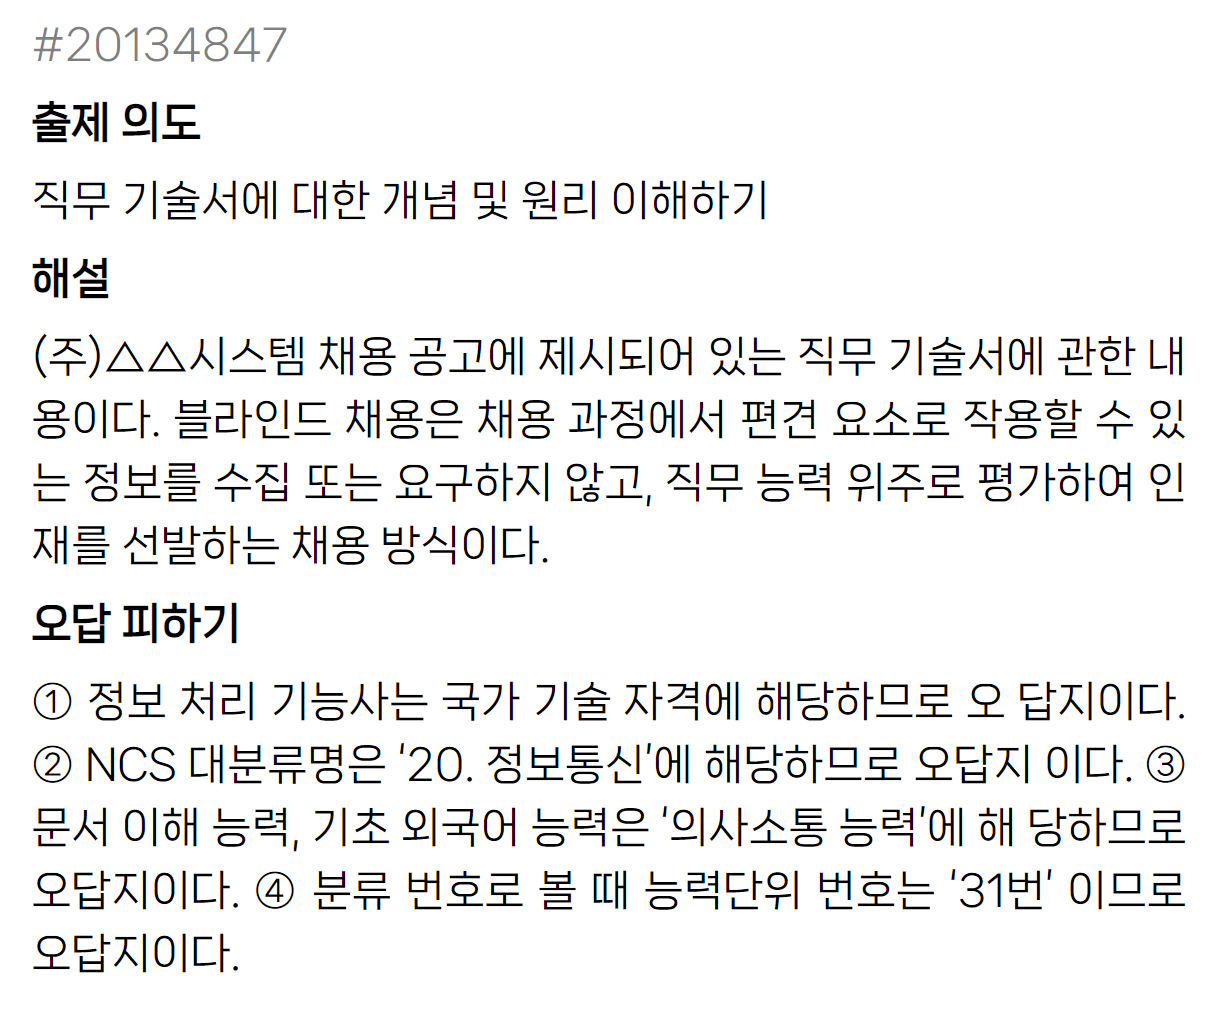 #20134847
출제 의도
직무 기술서에 대한 개념 및 원리 이해하기
해설
(주)△△시스템 채용 공고에 제시되어 있는 직무 기술서에 관한 내
용이다. 블라인드 채용은 채용 과정에서 편견 요소로 작용할 수 있
는 정보를 수집 또는 요구하지 않고, 직무 능력 위주로 평가하여 인
재를 선발하는 채용 방식이다.
오답 피하기
① 정보 처리 기능사는 국가 기술 자격에 해당하므로 오 답지이다.
② NCS 대분류명은 ‘20. 정보통신’에 해당하므로 오답지 이다. ③
문서 이해 능력, 기초 외국어 능력은 ‘의사소통 능력’에 해 당하므로
오답지이다. ④ 분류 번호로 볼 때 능력단위 번호는 ‘31번’ 이므로
오답지이다.